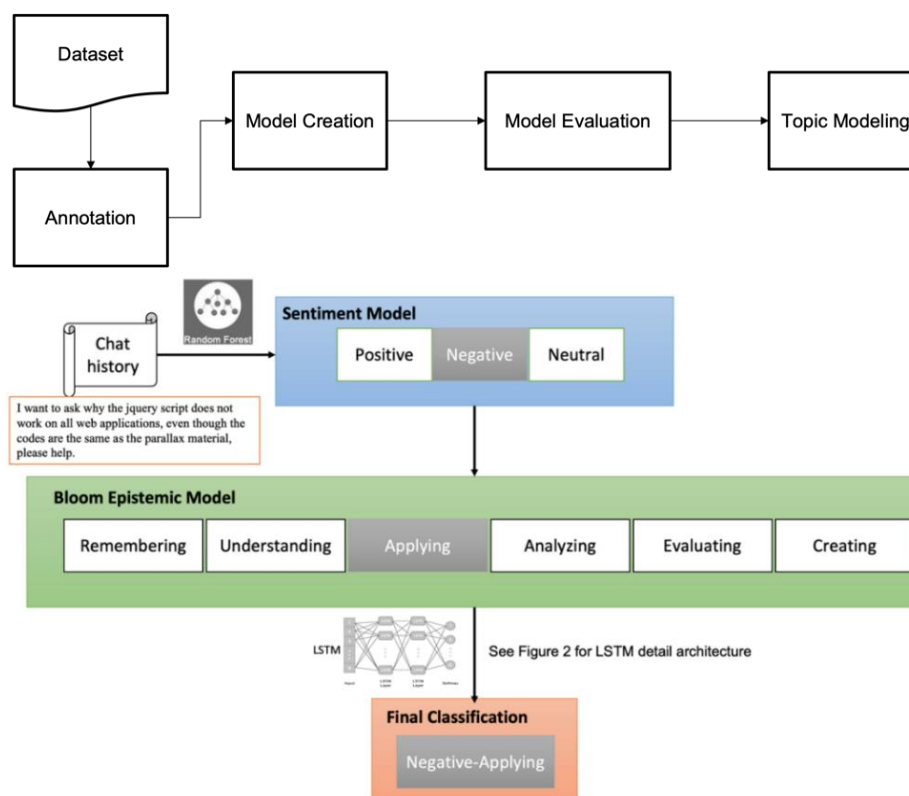 Dataset
Model Creation
Model Evaluation
Topic Modeling
Annotation
Random Forest
Sentiment Model
Chat
history
Positive
Negative
Neutral
I want to ask why the jquery script does not
work on all web applications, even though the
codes are the same as the parallax material,
please help.
Bloom Epistemic Model
Remembering
Understanding
Applying
Analyzing
Evaluating
Creating
LSTM
See Figure 2 for LSTM detail architecture
Final Classification
Negative-Applying